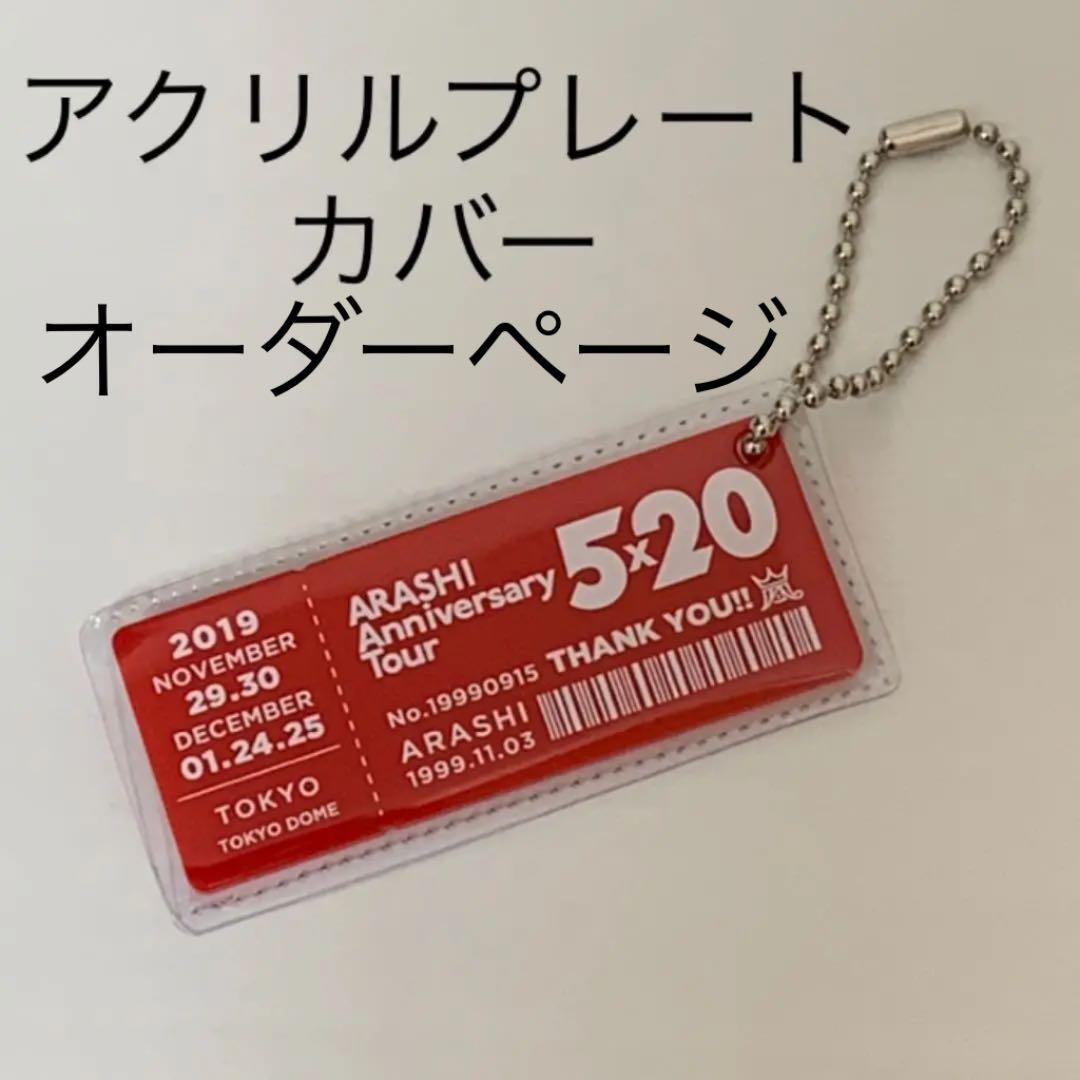 アクリルプレート
カバー
オーダーページ
2019
NOVEMBER
29.30
DECEMBER
01.24.25
TOKYO
TOKYO DOME
ARASHI
Anniversary
Tour
5x20
THANK YOU!! 嵐
No.19990915
ARASHI
1999.11.03